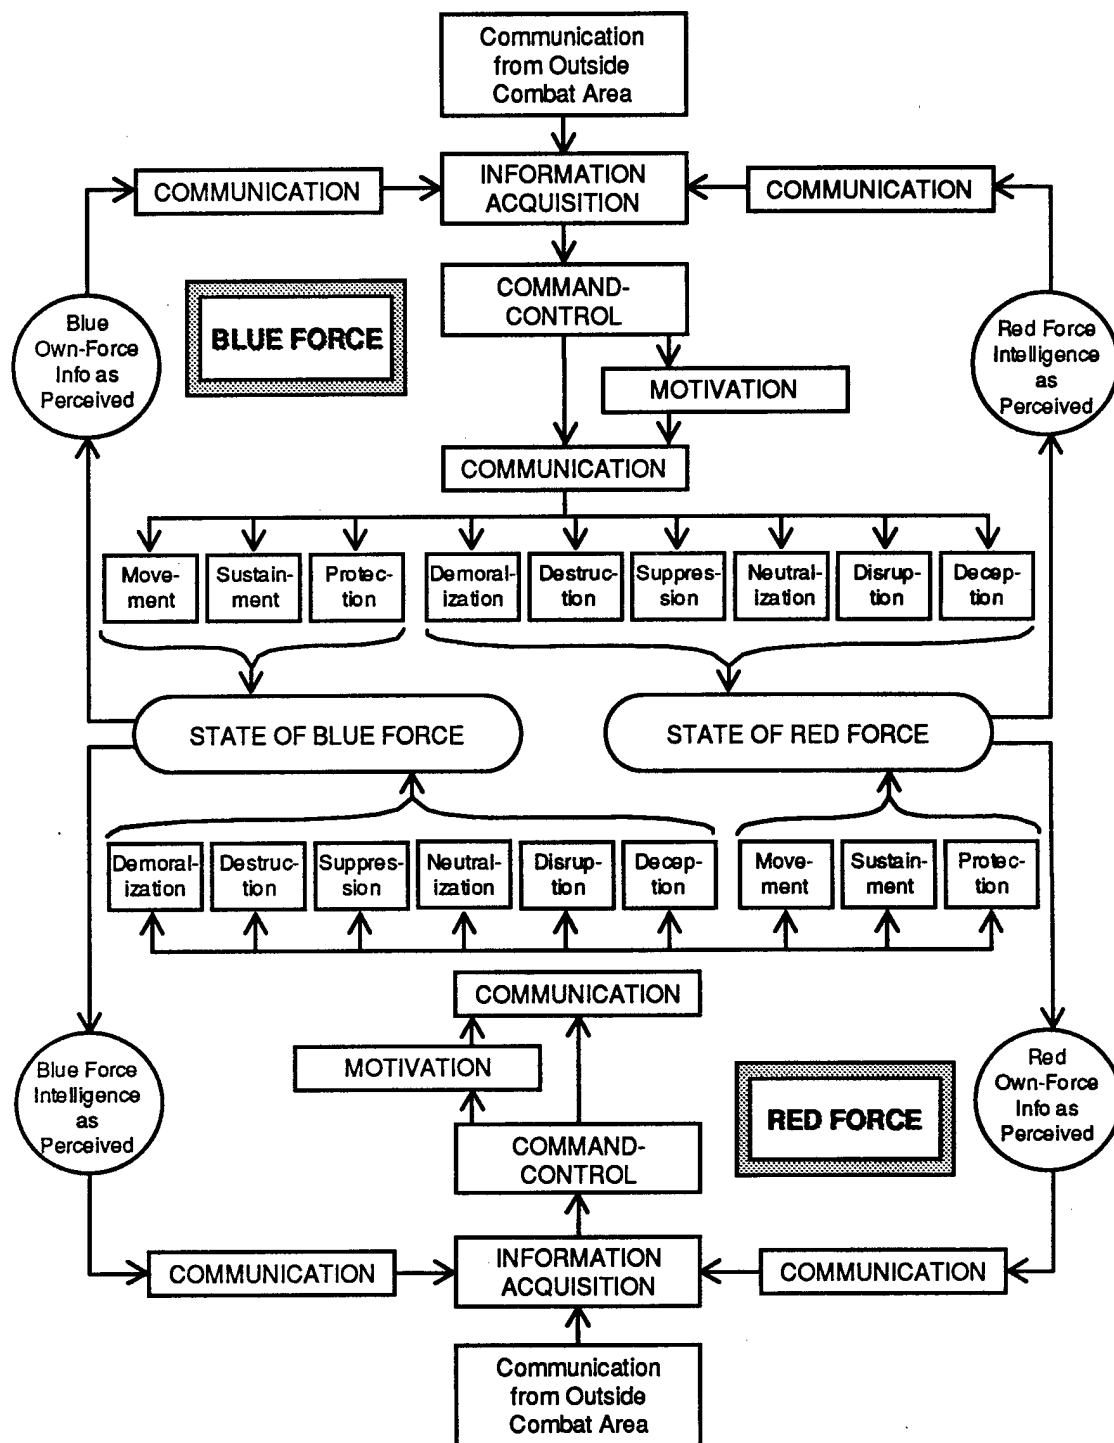 Communication
from Outside
Combat Area
COMMUNICATION
INFORMATION
ACQUISITION
COMMUNICATION
COMMAND-
CONTROL
BLUE FORCE
Blue
Own-Force
Info as
Perceived
Red Force
Intelligence
as
Perceived
MOTIVATION
COMMUNICATION
Move-
ment
Sustain-
ment
Protec-
tion
Demoral-
ization
Destruc-
tion
Suppres-
sion
Neutral-
ization
Disrup-
tion
Decep-
tion
STATE OF BLUE FORCE
STATE OF RED FORCE
Demoral-
ization
Destruc-
tion
Suppres-
sion
Neutral-
ization
Disrup-
tion
Decep-
tion
Move-
ment
Sustain-
ment
Protec-
tion
COMMUNICATION
MOTIVATION
Blue Force
Intelligence
as
Perceived
RED FORCE
Red
Own-Force
Info as
Perceived
COMMAND-
CONTROL
COMMUNICATION
INFORMATION
ACQUISITION
COMMUNICATION
Communication
from Outside
Combat Area